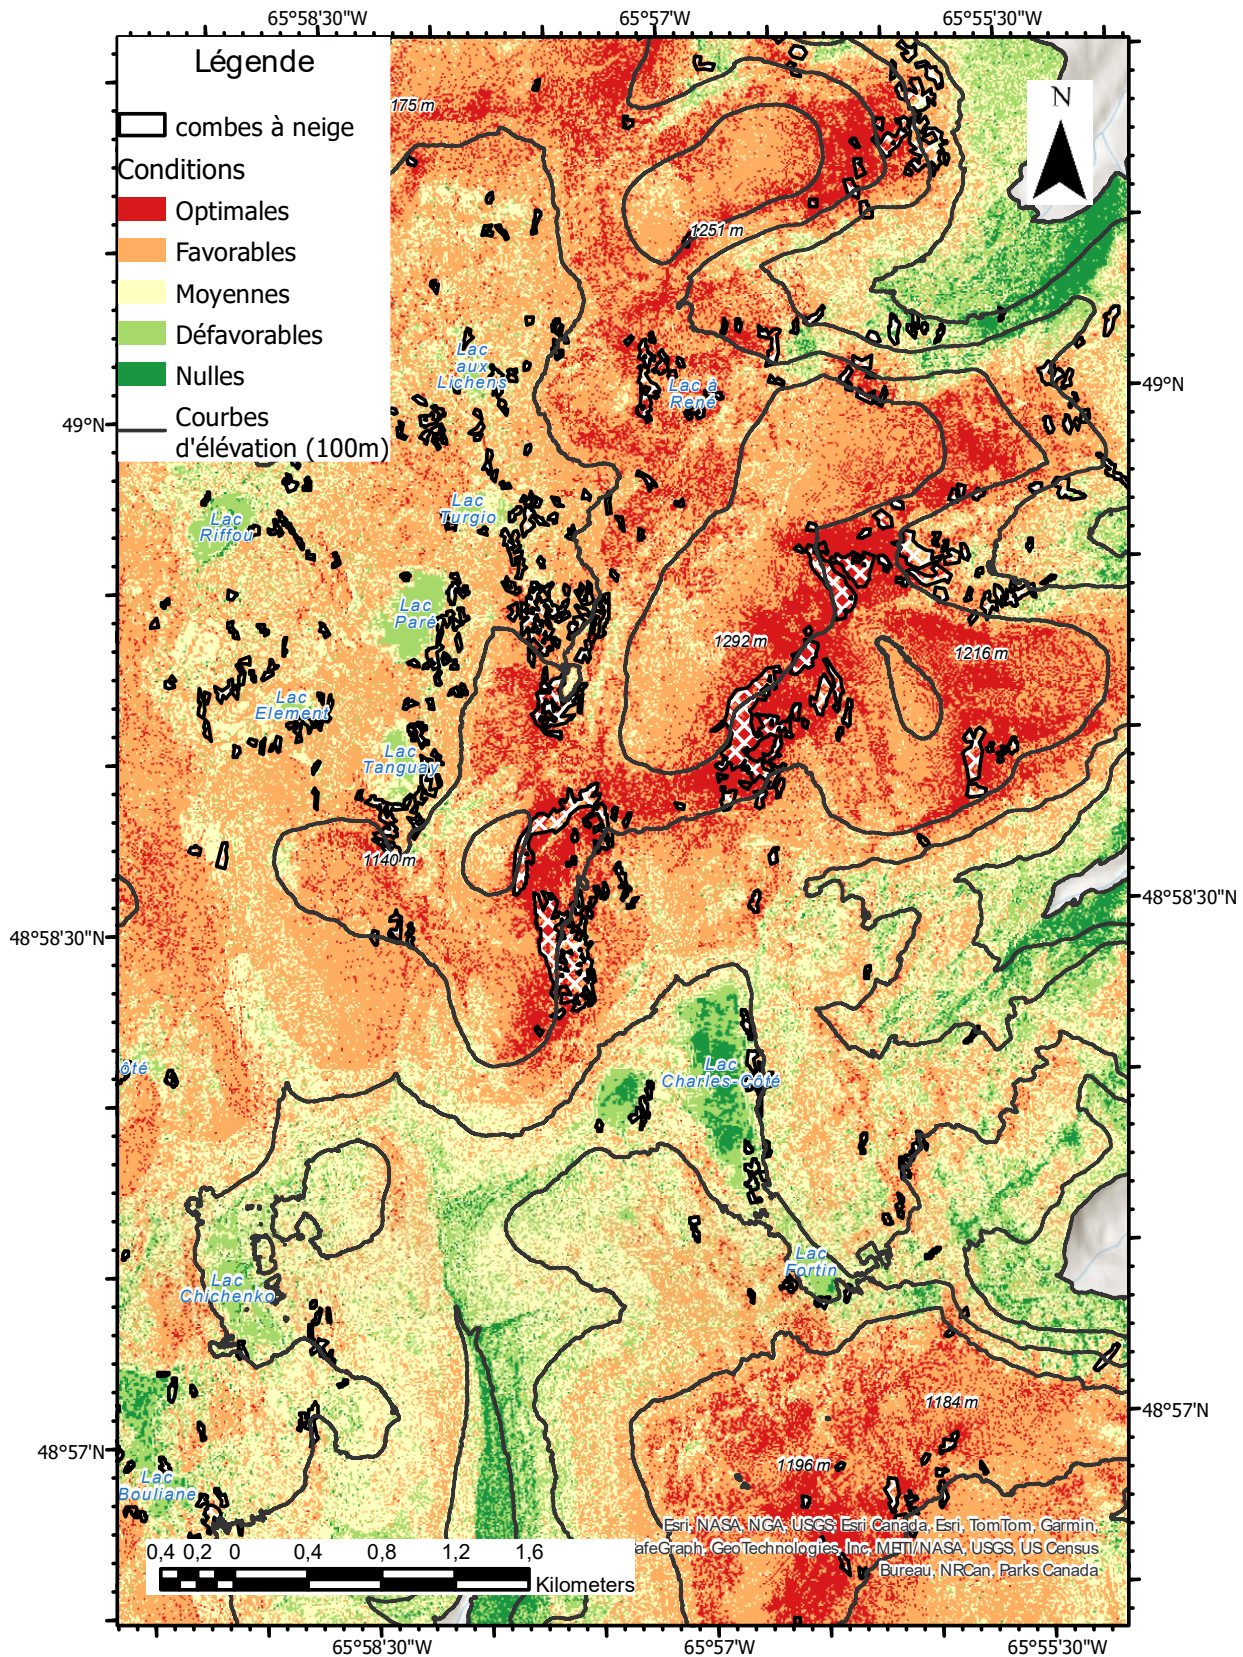 65°58'30"W
65°57'W
65°55'30"W
Légende
combes à neige
Conditions
Optimales
Favorables
Moyennes
Défavorables
Nulles
Courbes
d'élévation (100m)
N
175 m
1251 m
49°N
49°N
Lac
aux
Lichens
Lac à
René
Lac
Turgio
Lac
Riffou
Lac
Paré
1292 m
1216 m
Lac
Element
Lac
Tanguay
1140 m
48°58'30"N
48°58'30"N
ôté
Lac
Charles-Côté
Lac
Fortin
Lac
Chichenko
1184 m
48°57'N
48°57'N
1196 m
Lac
Bouliane
Esri, NASA, NGA, USGS, Esri Canada, Esri, TomTom, Garmin,
afeGraph, GeoTechnologies, Inc, METI/NASA, USGS, US Census
Bureau, NRCan, Parks Canada
0,4 0,2 0 0,4 0,8 1,2 1,6
Kilometers
65°58'30"W
65°57'W
65°55'30"W